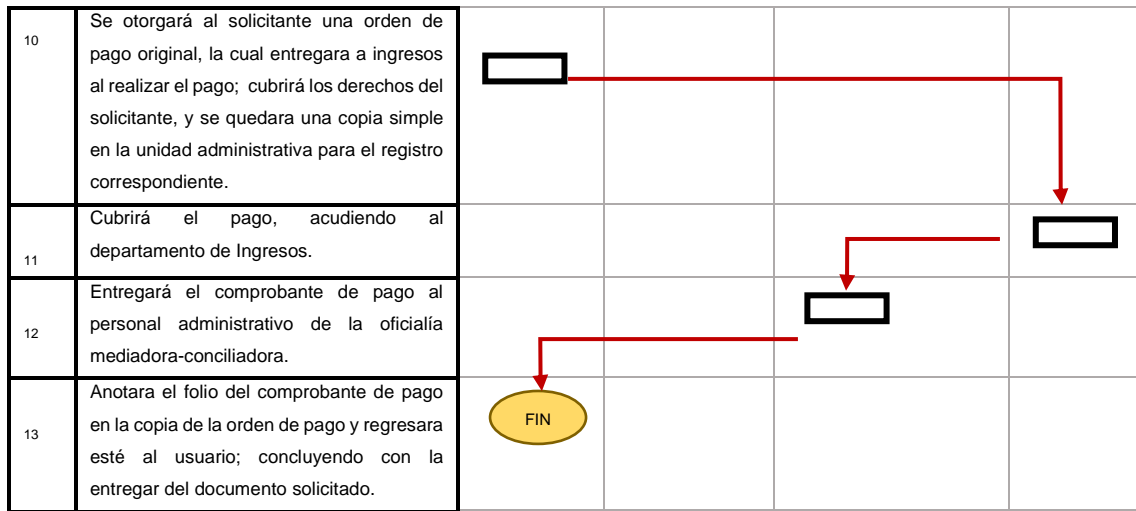 10
Se otorgará al solicitante una orden de
pago original, la cual entregara a ingresos
al realizar el pago; cubrirá los derechos del
solicitante, y se quedara una copia simple
en la unidad administrativa para el registro
correspondiente.
11
Cubrirá el pago, acudiendo al
departamento de Ingresos.
12
Entregará el comprobante de pago al
personal administrativo de la oficialía
mediadora-conciliadora.
13
Anotara el folio del comprobante de pago
en la copia de la orden de pago y regresara
esté al usuario; concluyendo con la
entregar del documento solicitado.
FIN